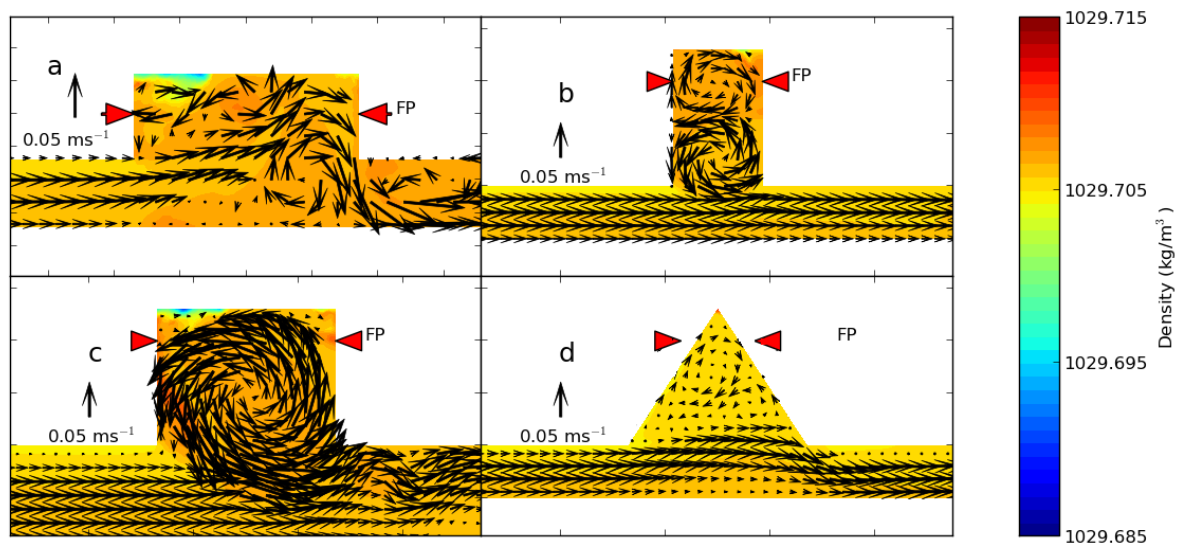 a
FP
0.05 ms⁻¹
b
FP
0.05 ms⁻¹
c
FP
0.05 ms⁻¹
d
FP
0.05 ms⁻¹
1029.715
1029.705
1029.695
1029.685
Density (kg/m³ )